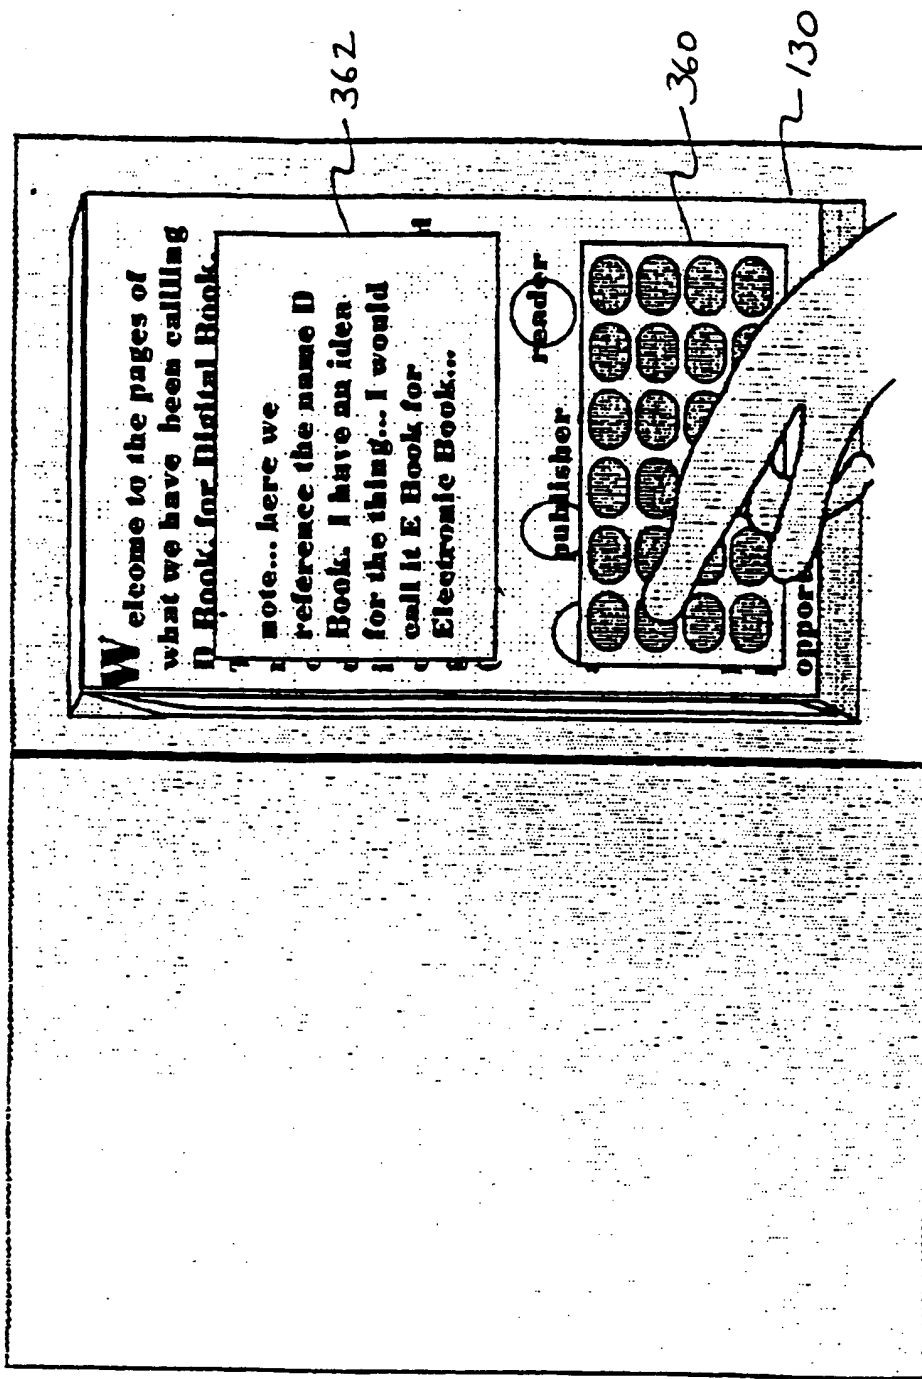 Welcome to the pages of
what we have been callling
D Book, for Digital Book.
note... here we
reference the name D
Book. I have an iden
for the thing... I would
call it E Book for
Electronic Book...
publisher
reader
oppor
362
360
130